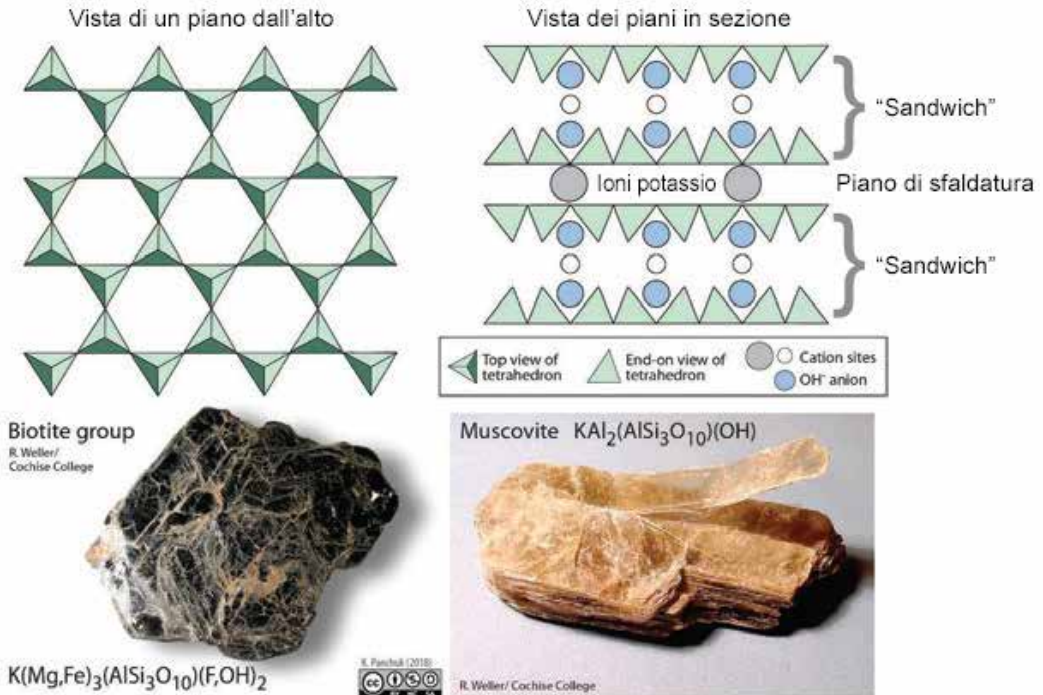 Vista di un piano dall'alto
Vista dei piani in sezione
"Sandwich"
Ioni potassio
Piano di sfaldatura
"Sandwich"
Top view of
tetrahedron
End-on view of
tetrahedron
Cation sites
OH⁻ anion
Biotite group
R. Weller/
Cochise College
K(Mg,Fe)₃(AlSi₃O₁₀)(F,OH)₂
K. Panchuk (2018)
CC
Muscovite KAl₂(AlSi₃O₁₀)(OH)
R. Weller/ Cochise College